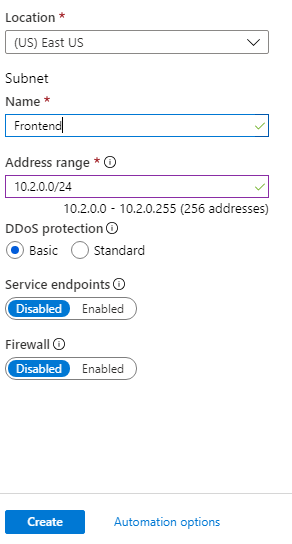 Location *
(US) East US
Subnet
Name *
Frontend
Address range *
10.2.0.0/24
10.2.0.0 - 10.2.0.255 (256 addresses)
DDoS protection
Basic Standard
Service endpoints
Disabled Enabled
Firewall
Disabled Enabled
Create Automation options